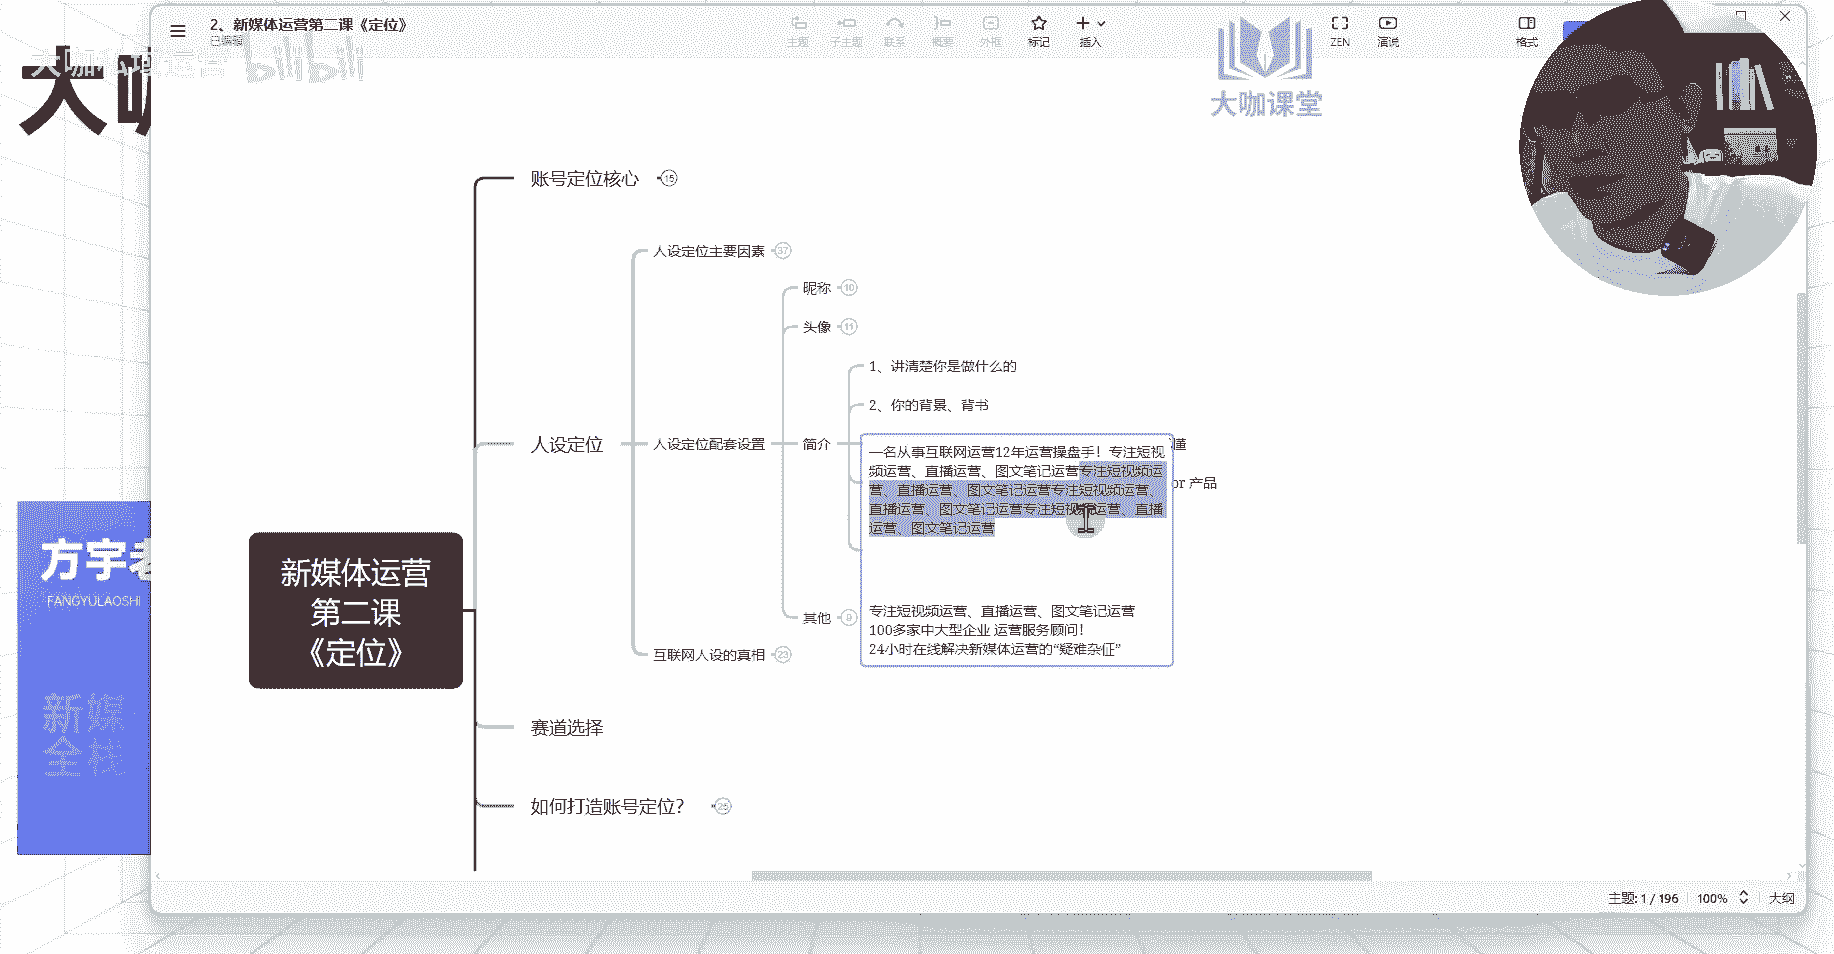 2、新媒体运营第二课《定位》
已编辑
主题
子主题
联系
概要
外框
标记
插入
ZEN
演说
格式
大咖私域运营
bilibili
大咖
大咖课堂
账号定位核心
15
人设定位主要因素
37
昵称
10
头像
11
1、讲清楚你是做什么的
2、你的背景、背书
人设定位
人设定位配套设置
简介
一名从事互联网运营12年运营操盘手！专注短视
频运营、直播运营、图文笔记运营专注短视频运
营、直播运营、图文笔记运营专注短视频运营、
直播运营、图文笔记运营专注短视频运营、直播
运营、图文笔记运营
懂
or 产品
专注短视频运营、直播运营、图文笔记运营
100多家中大型企业 运营服务顾问！
24小时在线解决新媒体运营的“疑难杂症”
其他
9
互联网人设的真相
23
新媒体运营
第二课
《定位》
赛道选择
如何打造账号定位？
25
方宇老
FANGYULAOSHI
新媒
全栈
主题: 1 / 196
100%
大纲